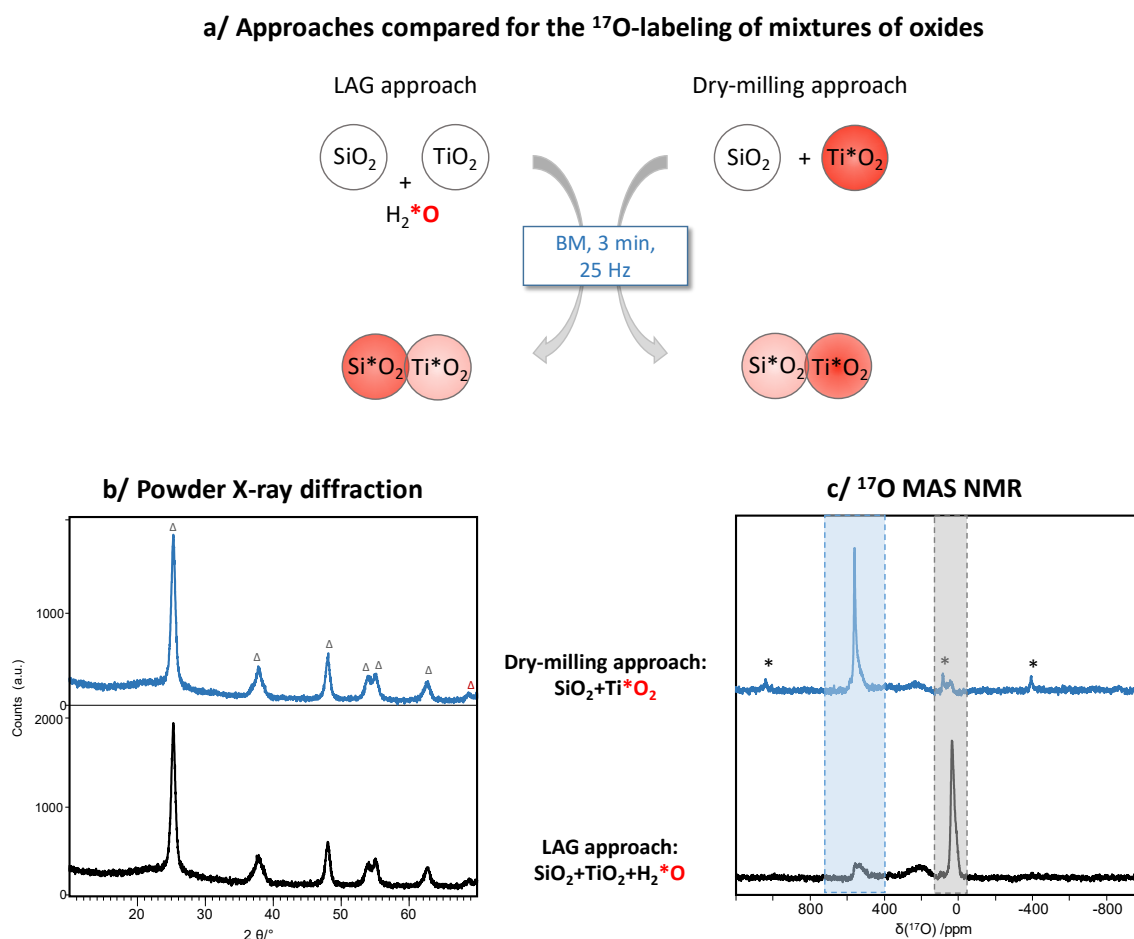 a/ Approaches compared for the ¹⁷O-labeling of mixtures of oxides
LAG approach
Dry-milling approach
SiO₂
TiO₂
+
H₂*O
SiO₂
+
Ti*O₂
BM, 3 min,
25 Hz
Si*O₂
Ti*O₂
Si*O₂
Ti*O₂
b/ Powder X-ray diffraction
c/ ¹⁷O MAS NMR
Δ
Δ
Δ
Δ
Δ
Δ
Δ
1000
0
2000
1000
0
Counts (a.u.)
20
30
40
50
60
2 θ/°
Dry-milling approach:
SiO₂+Ti*O₂
LAG approach:
SiO₂+TiO₂+H₂*O
*
*
*
800
400
0
-400
-800
δ(¹⁷O) /ppm